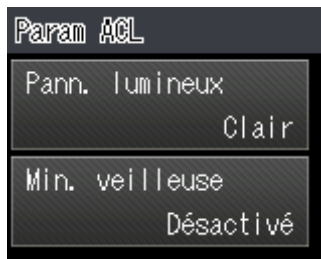 Param ACL
Pann. lumineux
Clair
Min. veilleuse
Désactivé